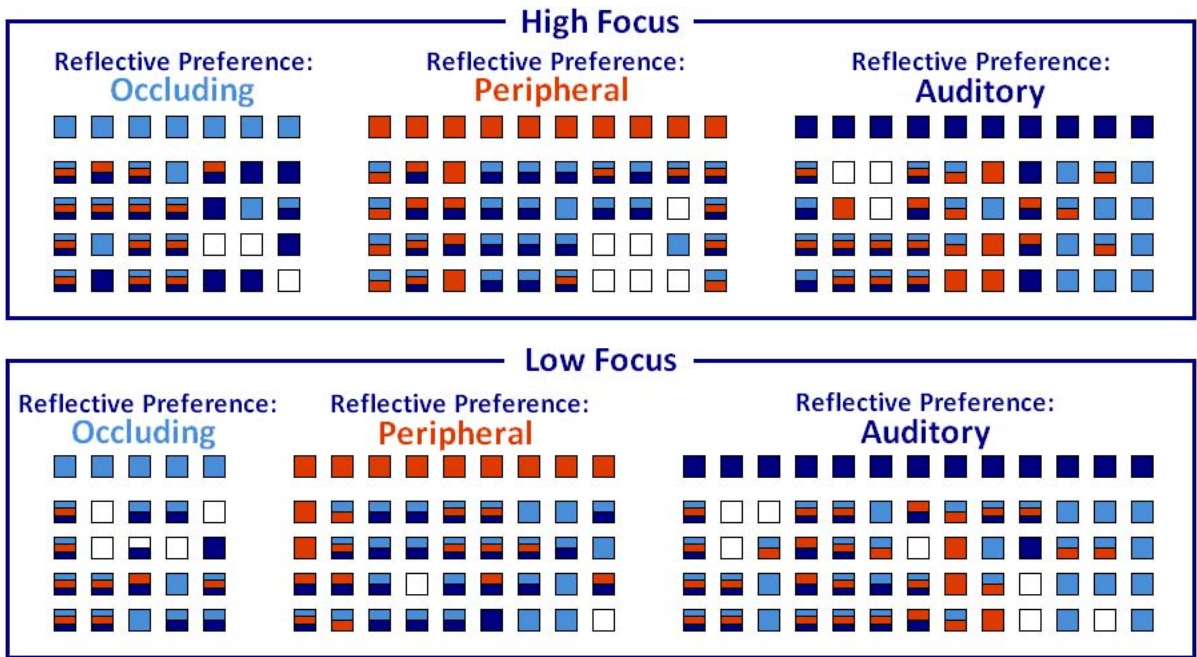 High Focus
Reflective Preference:
Occluding
Reflective Preference:
Peripheral
Reflective Preference:
Auditory
Low Focus
Reflective Preference:
Occluding
Reflective Preference:
Peripheral
Reflective Preference:
Auditory